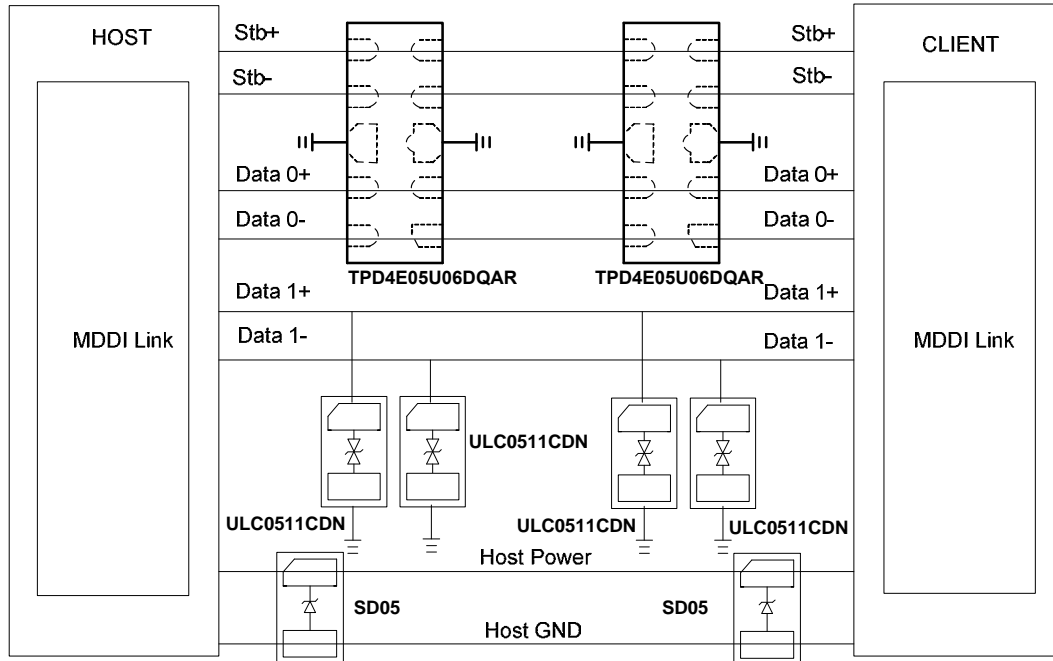 HOST
Stb+
Stb+
CLIENT
Stb-
Stb-
Data 0+
Data 0+
Data 0-
Data 0-
TPD4E05U06DQAR
TPD4E05U06DQAR
Data 1+
Data 1+
MDDI Link
Data 1-
Data 1-
MDDI Link
ULC0511CDN
ULC0511CDN
ULC0511CDN
ULC0511CDN
Host Power
SD05
SD05
Host GND